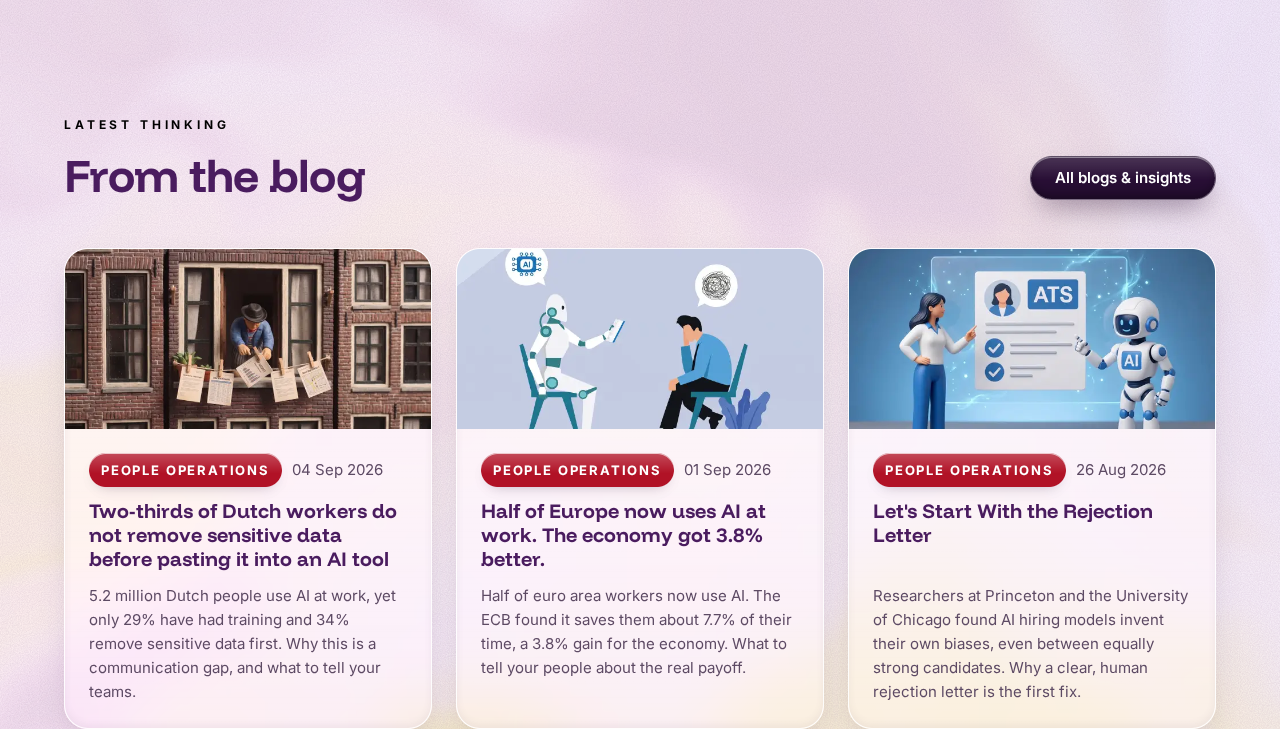 LATEST THINKING
From the blog
All blogs & insights
AI
ATS
AI
PEOPLE OPERATIONS 04 Sep 2026
Two-thirds of Dutch workers do
not remove sensitive data
before pasting it into an AI tool
5.2 million Dutch people use AI at work, yet
only 29% have had training and 34%
remove sensitive data first. Why this is a
communication gap, and what to tell your
teams.
PEOPLE OPERATIONS 01 Sep 2026
Half of Europe now uses AI at
work. The economy got 3.8%
better.
Half of euro area workers now use AI. The
ECB found it saves them about 7.7% of their
time, a 3.8% gain for the economy. What to
tell your people about the real payoff.
PEOPLE OPERATIONS 26 Aug 2026
Let's Start With the Rejection
Letter
Researchers at Princeton and the University
of Chicago found AI hiring models invent
their own biases, even between equally
strong candidates. Why a clear, human
rejection letter is the first fix.